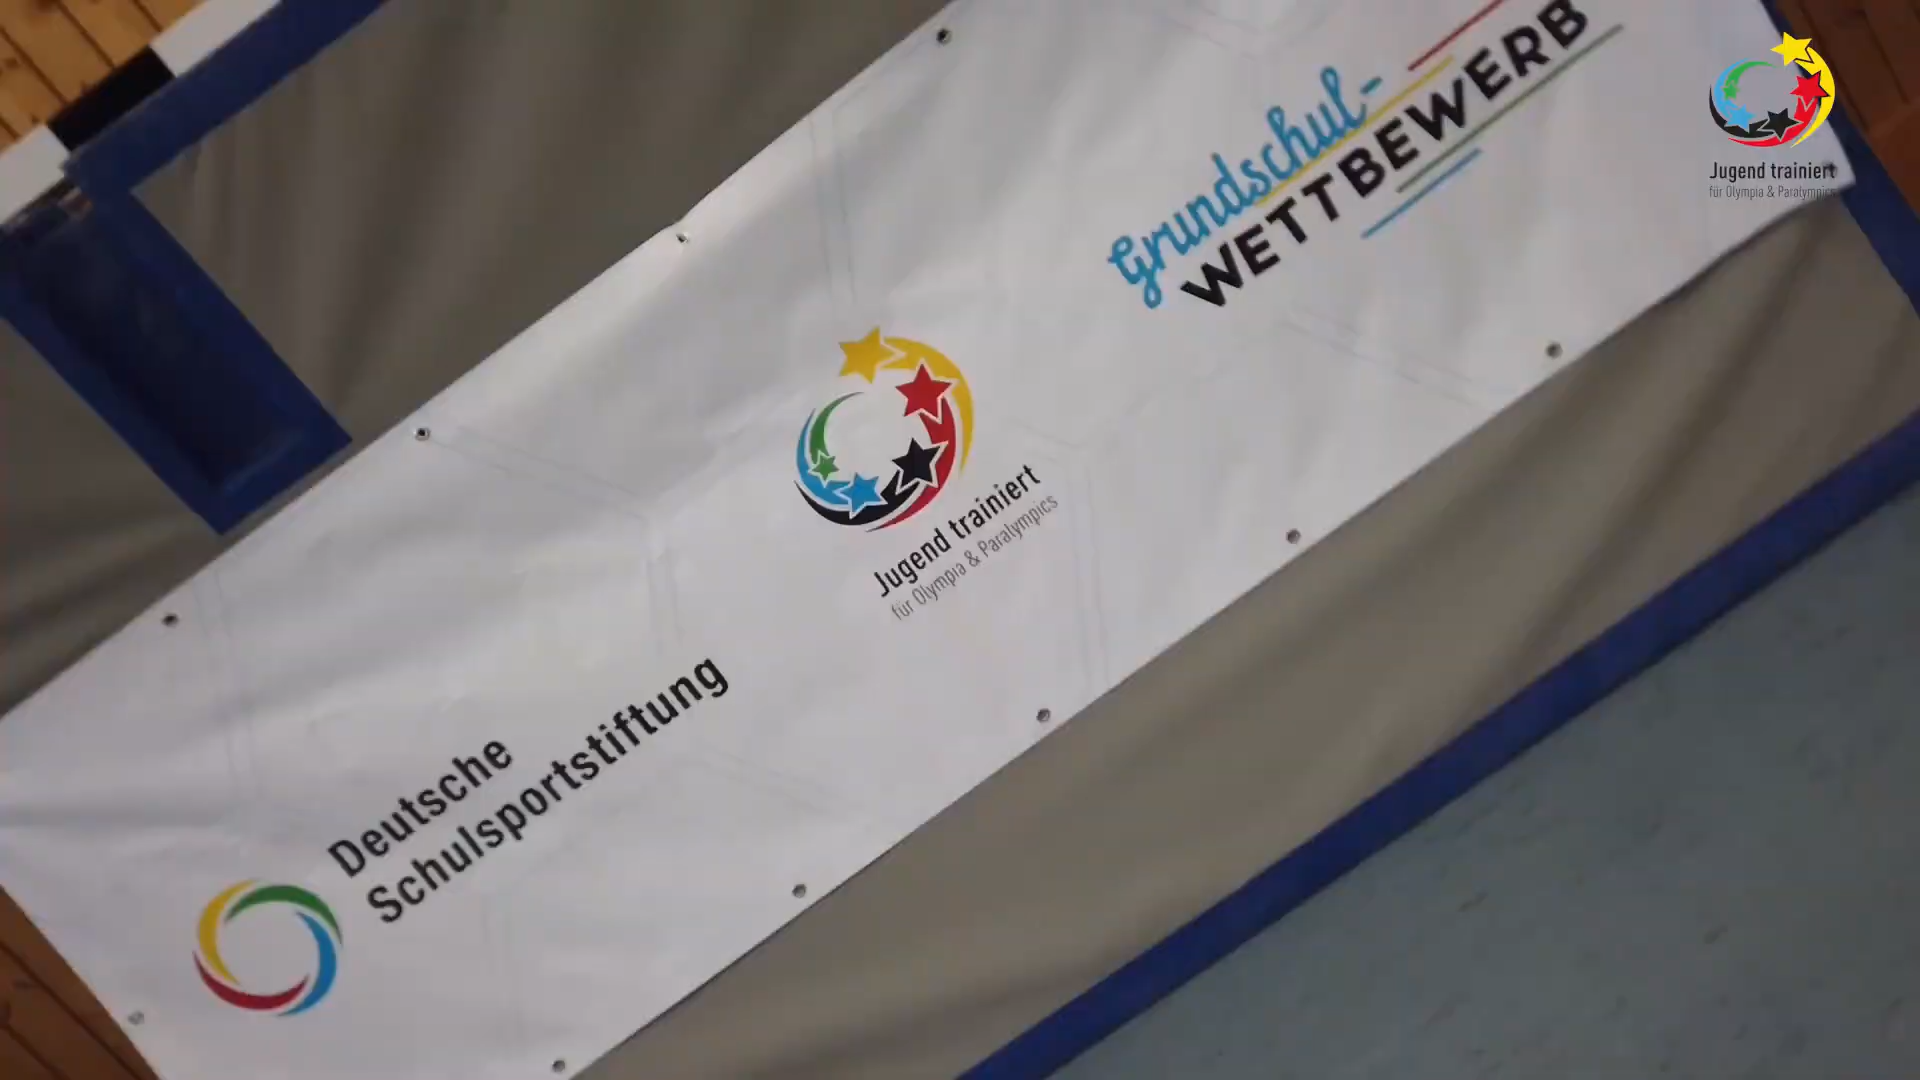 Deutsche
Schulsportstiftung
Jugend trainiert
für Olympia & Paralympics
Grundschul-
WETTBEWERB
Jugend trainiert
für Olympia & Paralympics